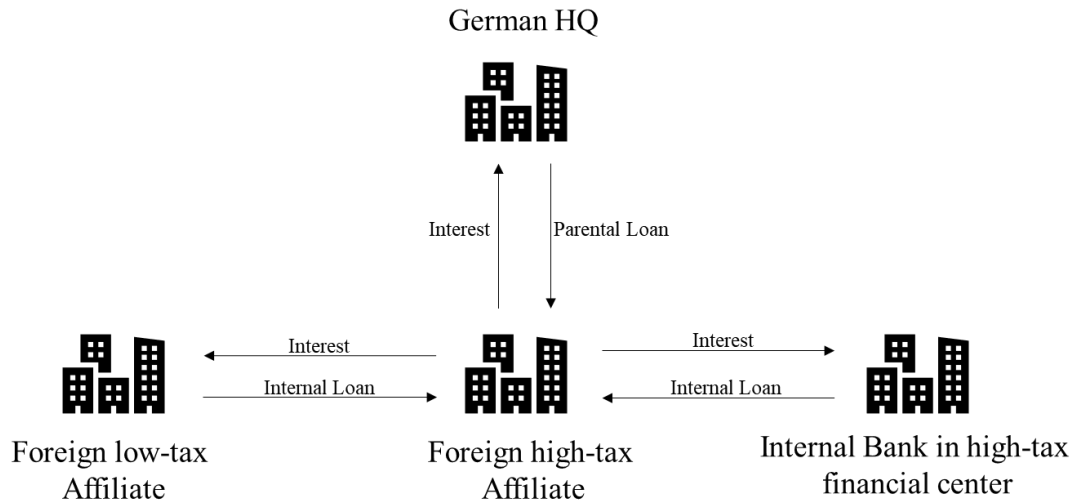 German HQ
Interest
Parental Loan
Interest
Internal Loan
Interest
Internal Loan
Foreign low-tax
Affiliate
Foreign high-tax
Affiliate
Internal Bank in high-tax
financial center